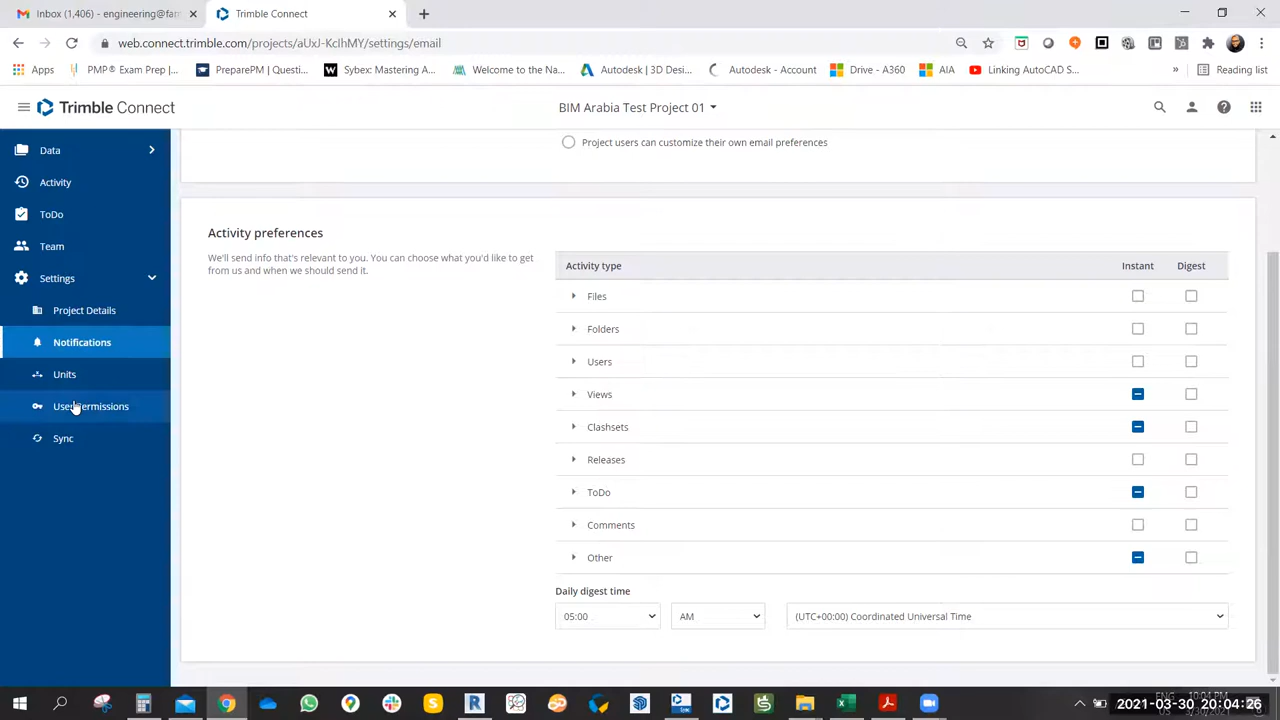 Inbox (1,406) - engineering@far
Trimble Connect
web.connect.trimble.com/projects/aUxJ-KcIhMY/settings/email
Apps
PMP® Exam Prep |...
PreparePM | Questi...
Sybex: Mastering A...
Welcome to the Na...
Autodesk | 3D Desi...
Autodesk - Account
Drive - A360
AIA
Linking AutoCAD S...
»
Reading list
Trimble Connect
BIM Arabia Test Project 01
Data
Activity
ToDo
Team
Settings
Project Details
Notifications
Units
User Permissions
Sync
Project users can customize their own email preferences
Activity preferences
We'll send info that's relevant to you. You can choose what you'd like to get
from us and when we should send it.
Activity type Instant Digest
Files
Folders
Users
Views
Clashsets
Releases
ToDo
Comments
Other
Daily digest time
05:00 AM (UTC+00:00) Coordinated Universal Time
ENG 10:04 PM
2021-03-30 20:04:26